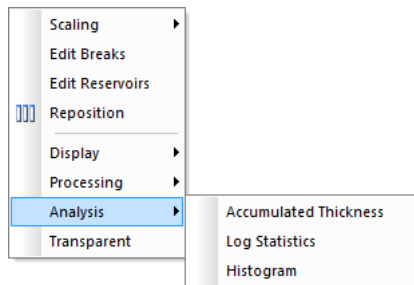 Scaling
Edit Breaks
Edit Reservoirs
Reposition
Display
Processing
Analysis
Transparent
Accumulated Thickness
Log Statistics
Histogram